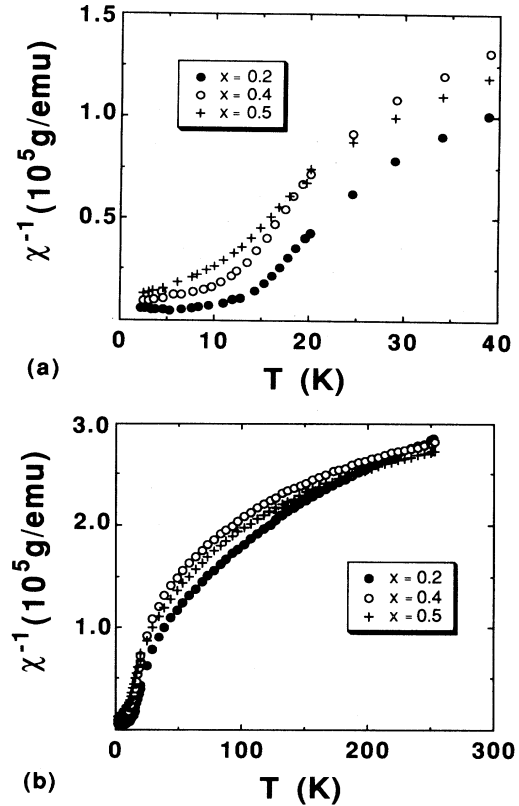 1.5
1.0
0.5
χ⁻¹ (10⁵g/emu)
● x = 0.2
○ x = 0.4
+ x = 0.5
0 10 20 30 40
(a)
T (K)
3.0
2.0
1.0
χ⁻¹ (10⁵g/emu)
● x = 0.2
○ x = 0.4
+ x = 0.5
0 100 200 300
(b)
T (K)